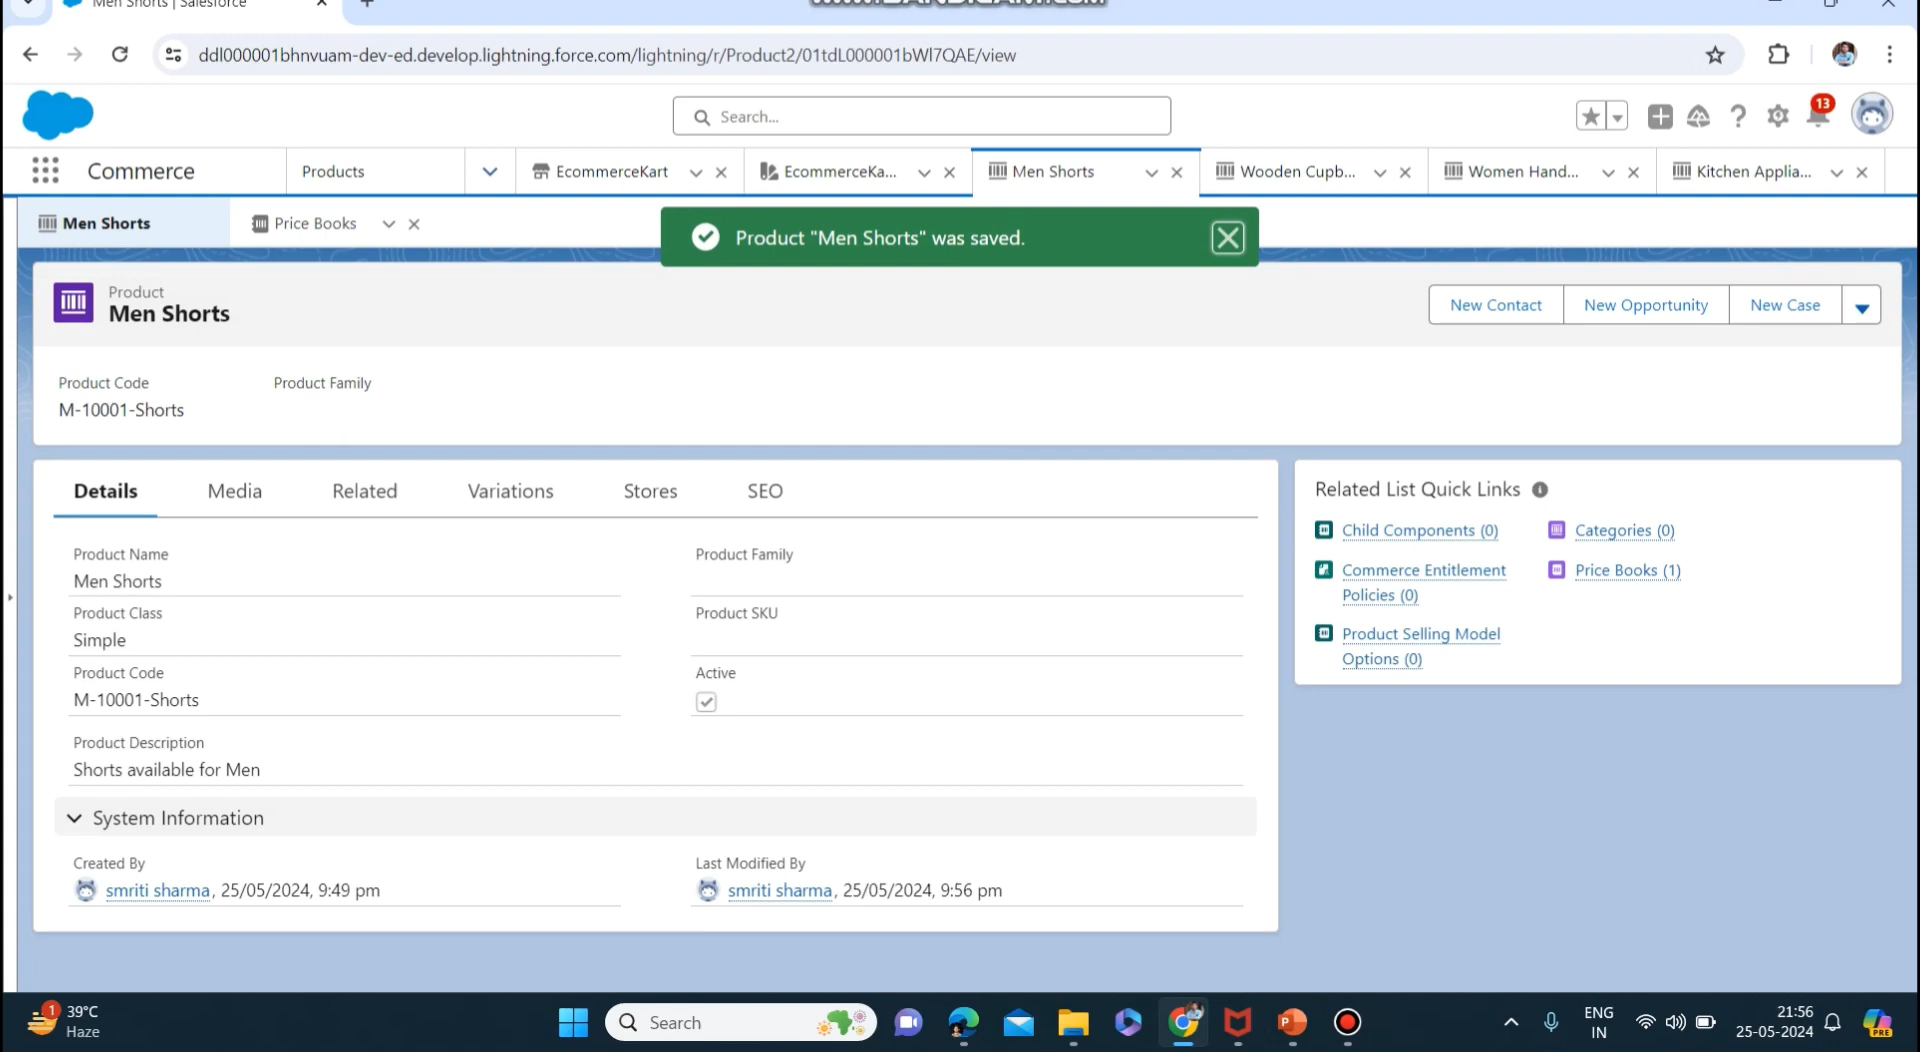 Men Shorts | Salesforce
www.BANDICAM.com
ddl000001bhnvuam-dev-ed.develop.lightning.force.com/lightning/r/Product2/01tdL000001bWl7QAE/view
Search...
13
Commerce
Products
EcommerceKart
EcommerceKa...
Men Shorts
Wooden Cupb...
Women Hand...
Kitchen Applia...
Men Shorts
Price Books
Product "Men Shorts" was saved.
Product
Men Shorts
New Contact
New Opportunity
New Case
Product Code
Product Family
M-10001-Shorts
Details
Media
Related
Variations
Stores
SEO
Related List Quick Links
Child Components (0)
Categories (0)
Commerce Entitlement
Policies (0)
Price Books (1)
Product Selling Model
Options (0)
Product Name
Men Shorts
Product Family
Product Class
Simple
Product SKU
Product Code
M-10001-Shorts
Active
Product Description
Shorts available for Men
System Information
Created By
smriti sharma, 25/05/2024, 9:49 pm
Last Modified By
smriti sharma, 25/05/2024, 9:56 pm
1
39°C
Haze
Search
ENG
IN
21:56
25-05-2024
PRE